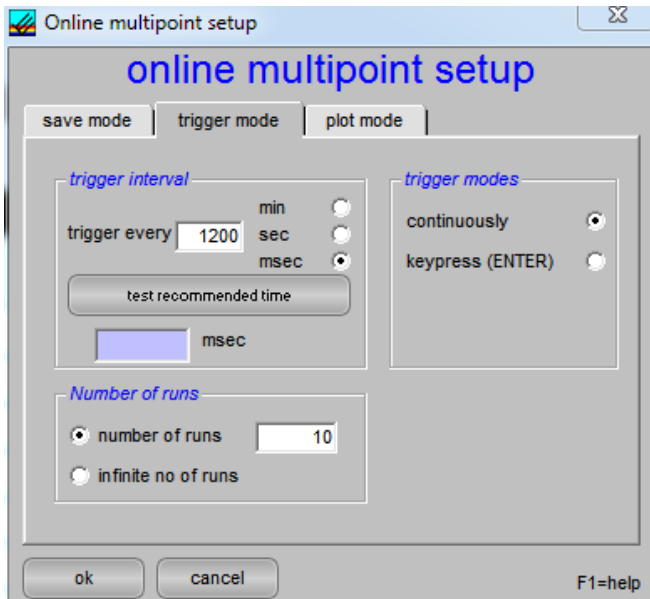 Online multipoint setup
online multipoint setup
save mode trigger mode plot mode
trigger interval
min
trigger every 1200 sec
msec
test recommended time
msec
trigger modes
continuously
keypress (ENTER)
Number of runs
number of runs 10
infinite no of runs
ok cancel F1=help